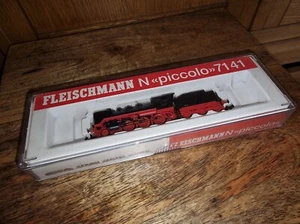 FLEISCHMANN N «piccolo» 7141
FLEISCHMANN N «piccolo»